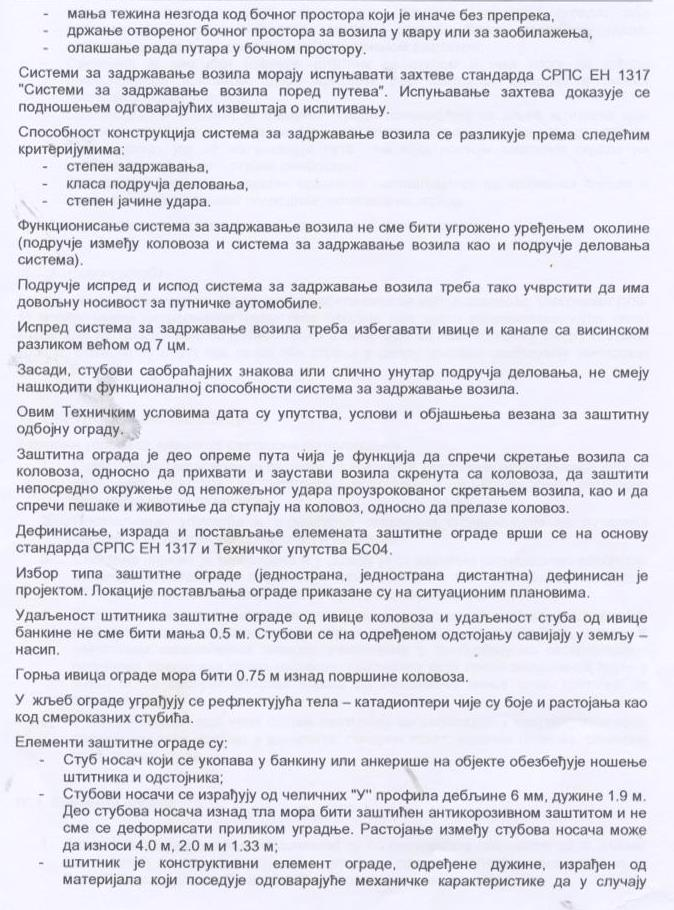 - мања тежина незгода код бочног простора који је иначе без препрека,
- држање отвореног бочног простора за возила у квару или за заобилажења,
- олакшање рада путара у бочном простору.
Системи за задржавање возила морају испуњавати захтеве стандарда СРПС ЕН 1317
"Системи за задржавање возила поред путева". Испуњавање захтева доказује се
подношењем одговарајућих извештаја о испитивању.
Способност конструкција система за задржавање возила се разликује према следећим
критеријумима:
- степен задржавања,
- класа подручја деловања,
- степен јачине удара.
Функционисање система за задржавање возила не сме бити угрожено уређењем околине
(подручје између коловоза и система за задржавање возила као и подручје деловања
система).
Подручје испред и испод система за задржавање возила треба тако учврстити да има
довољну носивост за путничке аутомобиле.
Испред система за задржавање возила треба избегавати ивице и канале са висинском
разликом већом од 7 цм.
Засади, стубови саобраћајних знакова или слично унутар подручја деловања, не смеју
нашкодити функционалној способности система за задржавање возила.
Овим Техничким условима дата су упутства, услови и објашњења везана за заштитну
одбојну ограду.
Заштитна ограда је део опреме пута чија је функција да спречи скретање возила са
коловоза, односно да прихвати и заустави возила скренута са коловоза, да заштити
непосредно окружење од непожељног удара проузрокованог скретањем возила, као и да
спречи пешаке и животиње да ступају на коловоз, односно да прелазе коловоз.
Дефинисање, израда и постављање елемената заштитне ограде врши се на основу
стандарда СРПС ЕН 1317 и Техничког упутства БС04.
Избор типа заштитне ограде (једнострана, једнострана дистантна) дефинисан је
пројектом. Локације постављања ограде приказане су на ситуационим плановима.
Удаљеност штитника заштитне ограде од ивице коловоза и удаљеност стуба од ивице
банкине не сме бити мања 0.5 м. Стубови се на одређеном одстојању савијају у земљу –
насип.
Горња ивица ограде мора бити 0.75 м изнад површине коловоза.
У жљеб ограде уграђују се рефлектујућа тела – катадиоптери чије су боје и растојања као
код смероказних стубића.
Елементи заштитне ограде су:
- Стуб носач који се укопава у банкину или анкерише на објекте обезбеђује ношење
штитника и одстојника;
- Стубови носачи се израђују од челичних "У" профила дебљине 6 мм, дужине 1.9 м.
Део стубова носача изнад тла мора бити заштићен антикорозивном заштитом и не
сме се деформисати приликом уградње. Растојање између стубова носача може
да износи 4.0 м, 2.0 м и 1.33 м;
- штитник је конструктивни елемент ограде, одређене дужине, израђен од
материјала који поседује одговарајуће механичке карактеристике да у случају